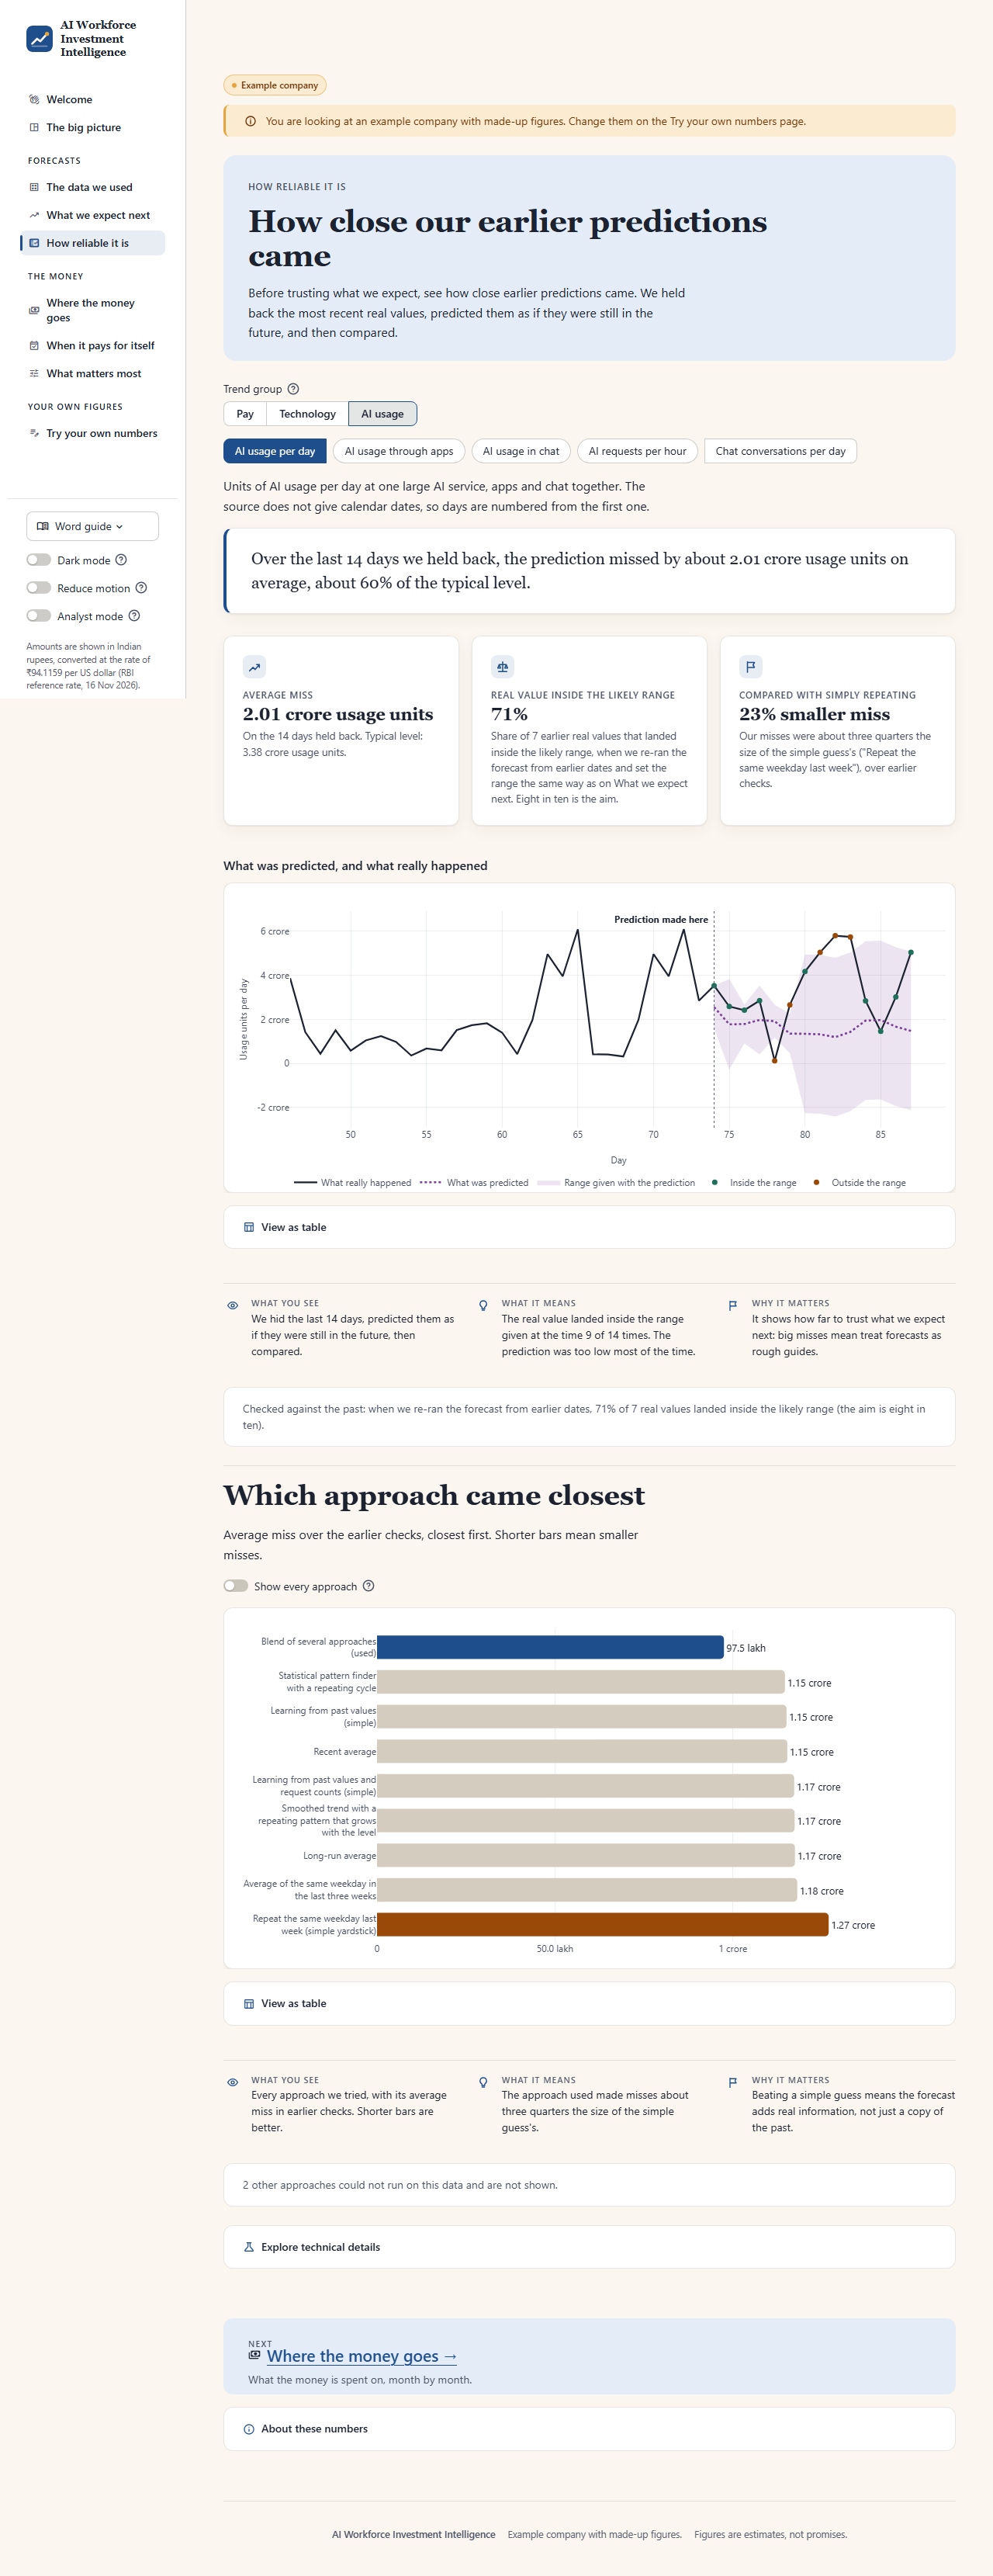 AI Workforce
Investment
Intelligence
Welcome
The big picture
FORECASTS
The data we used
What we expect next
How reliable it is
THE MONEY
Where the money
goes
When it pays for itself
What matters most
YOUR OWN FIGURES
Try your own numbers
Word guide
Dark mode
Reduce motion
Analyst mode
Amounts are shown in Indian
rupees, converted at the rate of
₹94.1159 per US dollar (RBI
reference rate, 16 Nov 2026).
Example company
You are looking at an example company with made-up figures. Change them on the Try your own numbers page.
HOW RELIABLE IT IS
How close our earlier predictions
came
Before trusting what we expect, see how close earlier predictions came. We held
back the most recent real values, predicted them as if they were still in the
future, and then compared.
Trend group
Pay
Technology
AI usage
AI usage per day
AI usage through apps
AI usage in chat
AI requests per hour
Chat conversations per day
Units of AI usage per day at one large AI service, apps and chat together. The
source does not give calendar dates, so days are numbered from the first one.
Over the last 14 days we held back, the prediction missed by about 2.01 crore usage units on
average, about 60% of the typical level.
AVERAGE MISS
2.01 crore usage units
On the 14 days held back. Typical level:
3.38 crore usage units.
REAL VALUE INSIDE THE LIKELY RANGE
71%
Share of 7 earlier real values that landed
inside the likely range, when we re-ran the
forecast from earlier dates and set the
range the same way as on What we expect
next. Eight in ten is the aim.
COMPARED WITH SIMPLY REPEATING
23% smaller miss
Our misses were about three quarters the
size of the simple guess's ("Repeat the
same weekday last week"), over earlier
checks.
What was predicted, and what really happened
Prediction made here
Usage units per day
6 crore
4 crore
2 crore
0
-2 crore
50
55
60
65
70
75
80
85
Day
What really happened
What was predicted
Range given with the prediction
Inside the range
Outside the range
View as table
WHAT YOU SEE
We hid the last 14 days, predicted them as
if they were still in the future, then
compared.
WHAT IT MEANS
The real value landed inside the range
given at the time 9 of 14 times. The
prediction was too low most of the time.
WHY IT MATTERS
It shows how far to trust what we expect
next: big misses mean treat forecasts as
rough guides.
Checked against the past: when we re-ran the forecast from earlier dates, 71% of 7 real values landed inside the likely range (the aim is eight in
ten).
Which approach came closest
Average miss over the earlier checks, closest first. Shorter bars mean smaller
misses.
Show every approach
Blend of several approaches
(used)
97.5 lakh
Statistical pattern finder
with a repeating cycle
1.15 crore
Learning from past values
(simple)
1.15 crore
Recent average
1.15 crore
Learning from past values and
request counts (simple)
1.17 crore
Smoothed trend with a
repeating pattern that grows
with the level
1.17 crore
Long-run average
1.17 crore
Average of the same weekday in
the last three weeks
1.18 crore
Repeat the same weekday last
week (simple yardstick)
1.27 crore
0
50.0 lakh
1 crore
View as table
WHAT YOU SEE
Every approach we tried, with its average
miss in earlier checks. Shorter bars are
better.
WHAT IT MEANS
The approach used made misses about
three quarters the size of the simple
guess's.
WHY IT MATTERS
Beating a simple guess means the forecast
adds real information, not just a copy of
the past.
2 other approaches could not run on this data and are not shown.
Explore technical details
NEXT
Where the money goes →
What the money is spent on, month by month.
About these numbers
AI Workforce Investment Intelligence
Example company with made-up figures.
Figures are estimates, not promises.